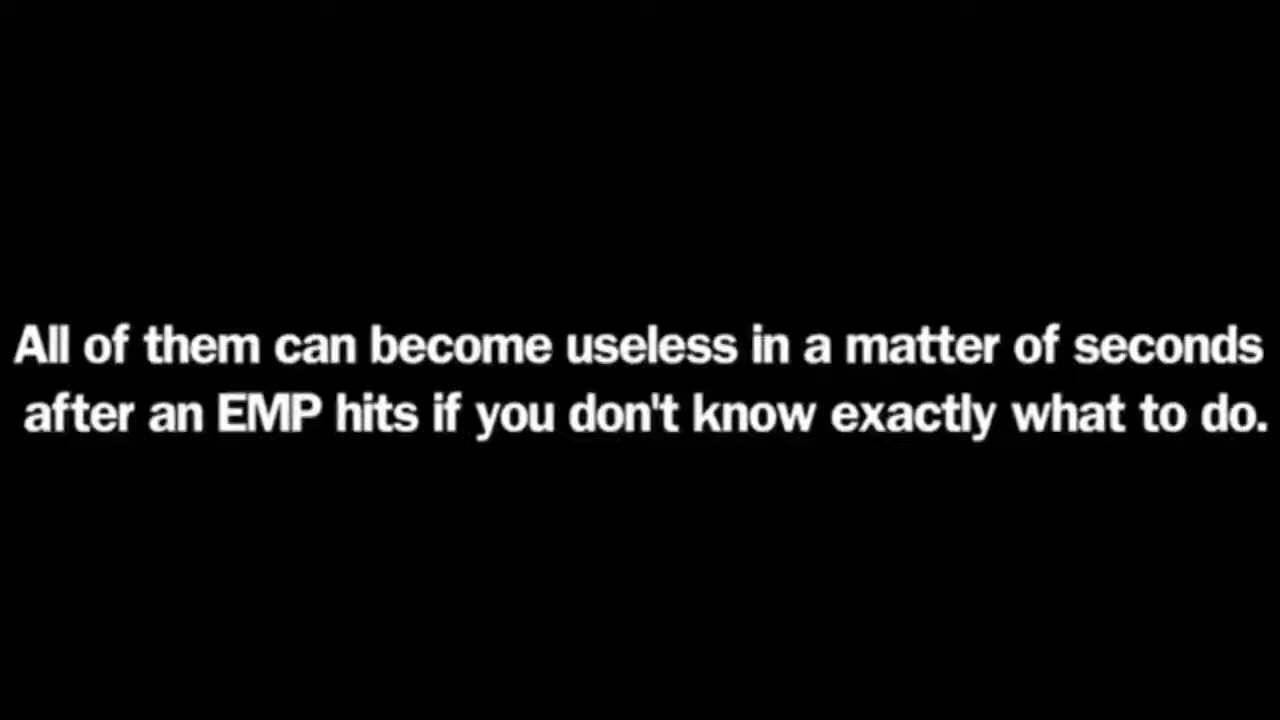 All of them can become useless in a matter of seconds
after an EMP hits if you don't know exactly what to do.